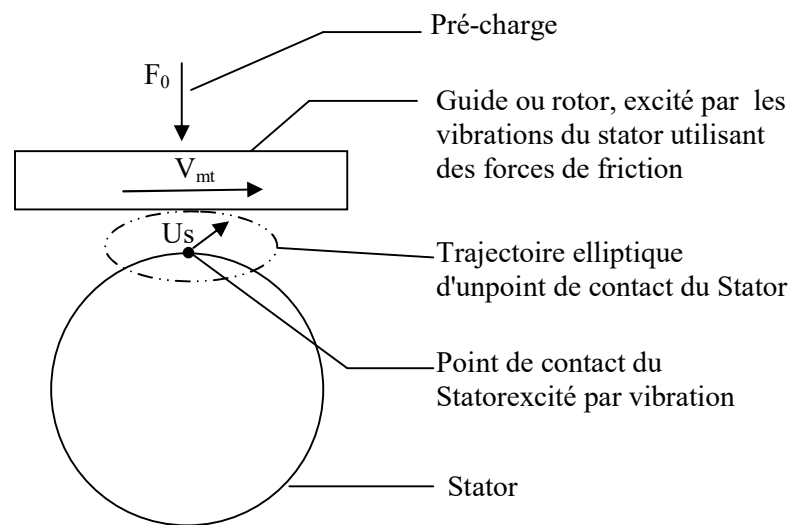 Pré-charge
F0
Guide ou rotor, excité par les
vibrations du stator utilisant
des forces de friction
Vmt
Us
Trajectoire elliptique
d'unpoint de contact du Stator
Point de contact du
Statorexcité par vibration
Stator